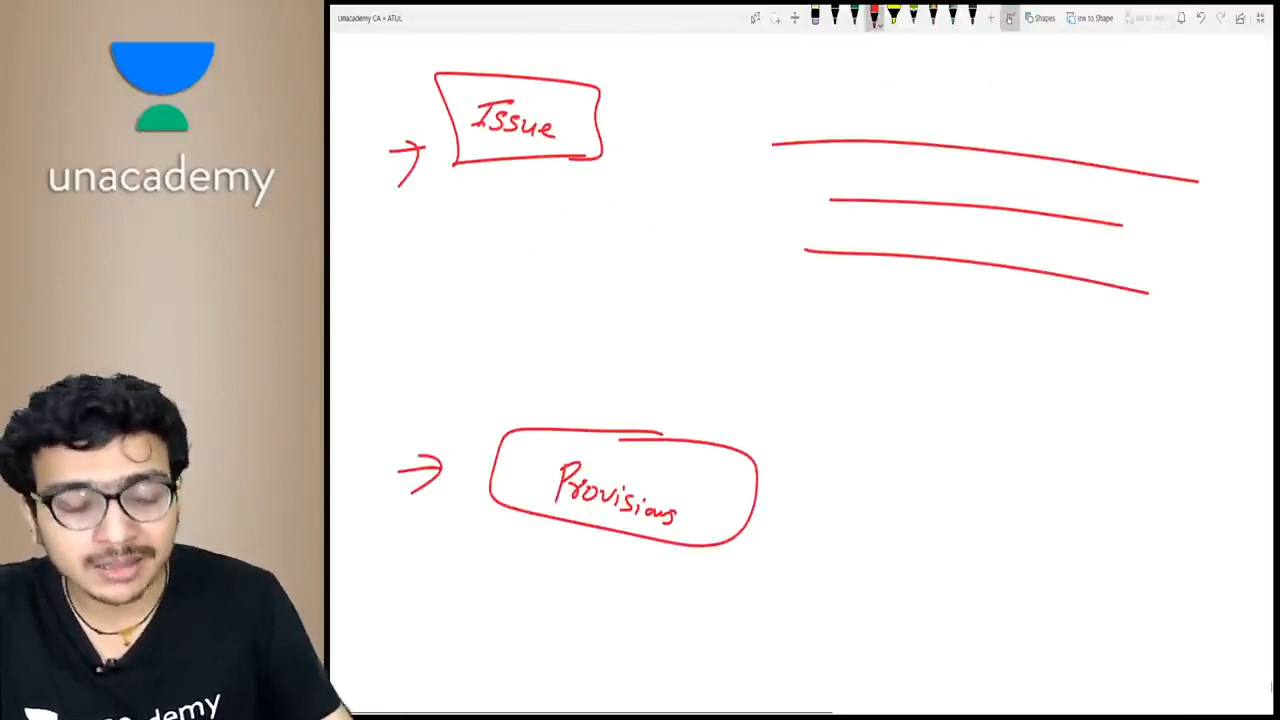 unacademy
Unacademy CA + ATUL
Shapes
Ink to Shape
Issue
Provisions